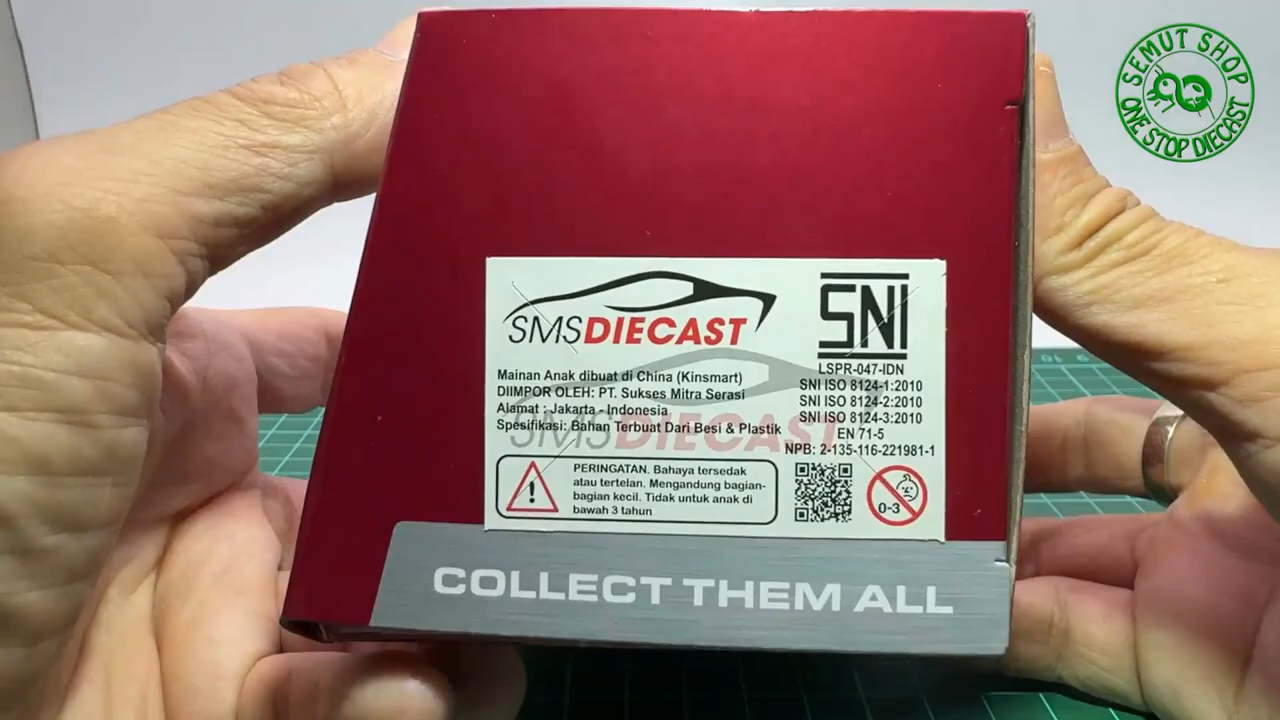 SEMUT SHOP
ONE STOP DIECAST
SMSDIECAST
SNI
LSPR-047-IDN
SNI ISO 8124-1:2010
SNI ISO 8124-2:2010
SNI ISO 8124-3:2010
EN 71-5
NPB: 2-135-116-221981-1
Mainan Anak dibuat di China (Kinsmart)
DIIMPOR OLEH: PT. Sukses Mitra Serasi
Alamat : Jakarta - Indonesia
Spesifikasi: Bahan Terbuat Dari Besi & Plastik
SMSDIECAST
PERINGATAN. Bahaya tersedak
atau tertelan. Mengandung bagian-
bagian kecil. Tidak untuk anak di
bawah 3 tahun
0-3
COLLECT THEM ALL
10